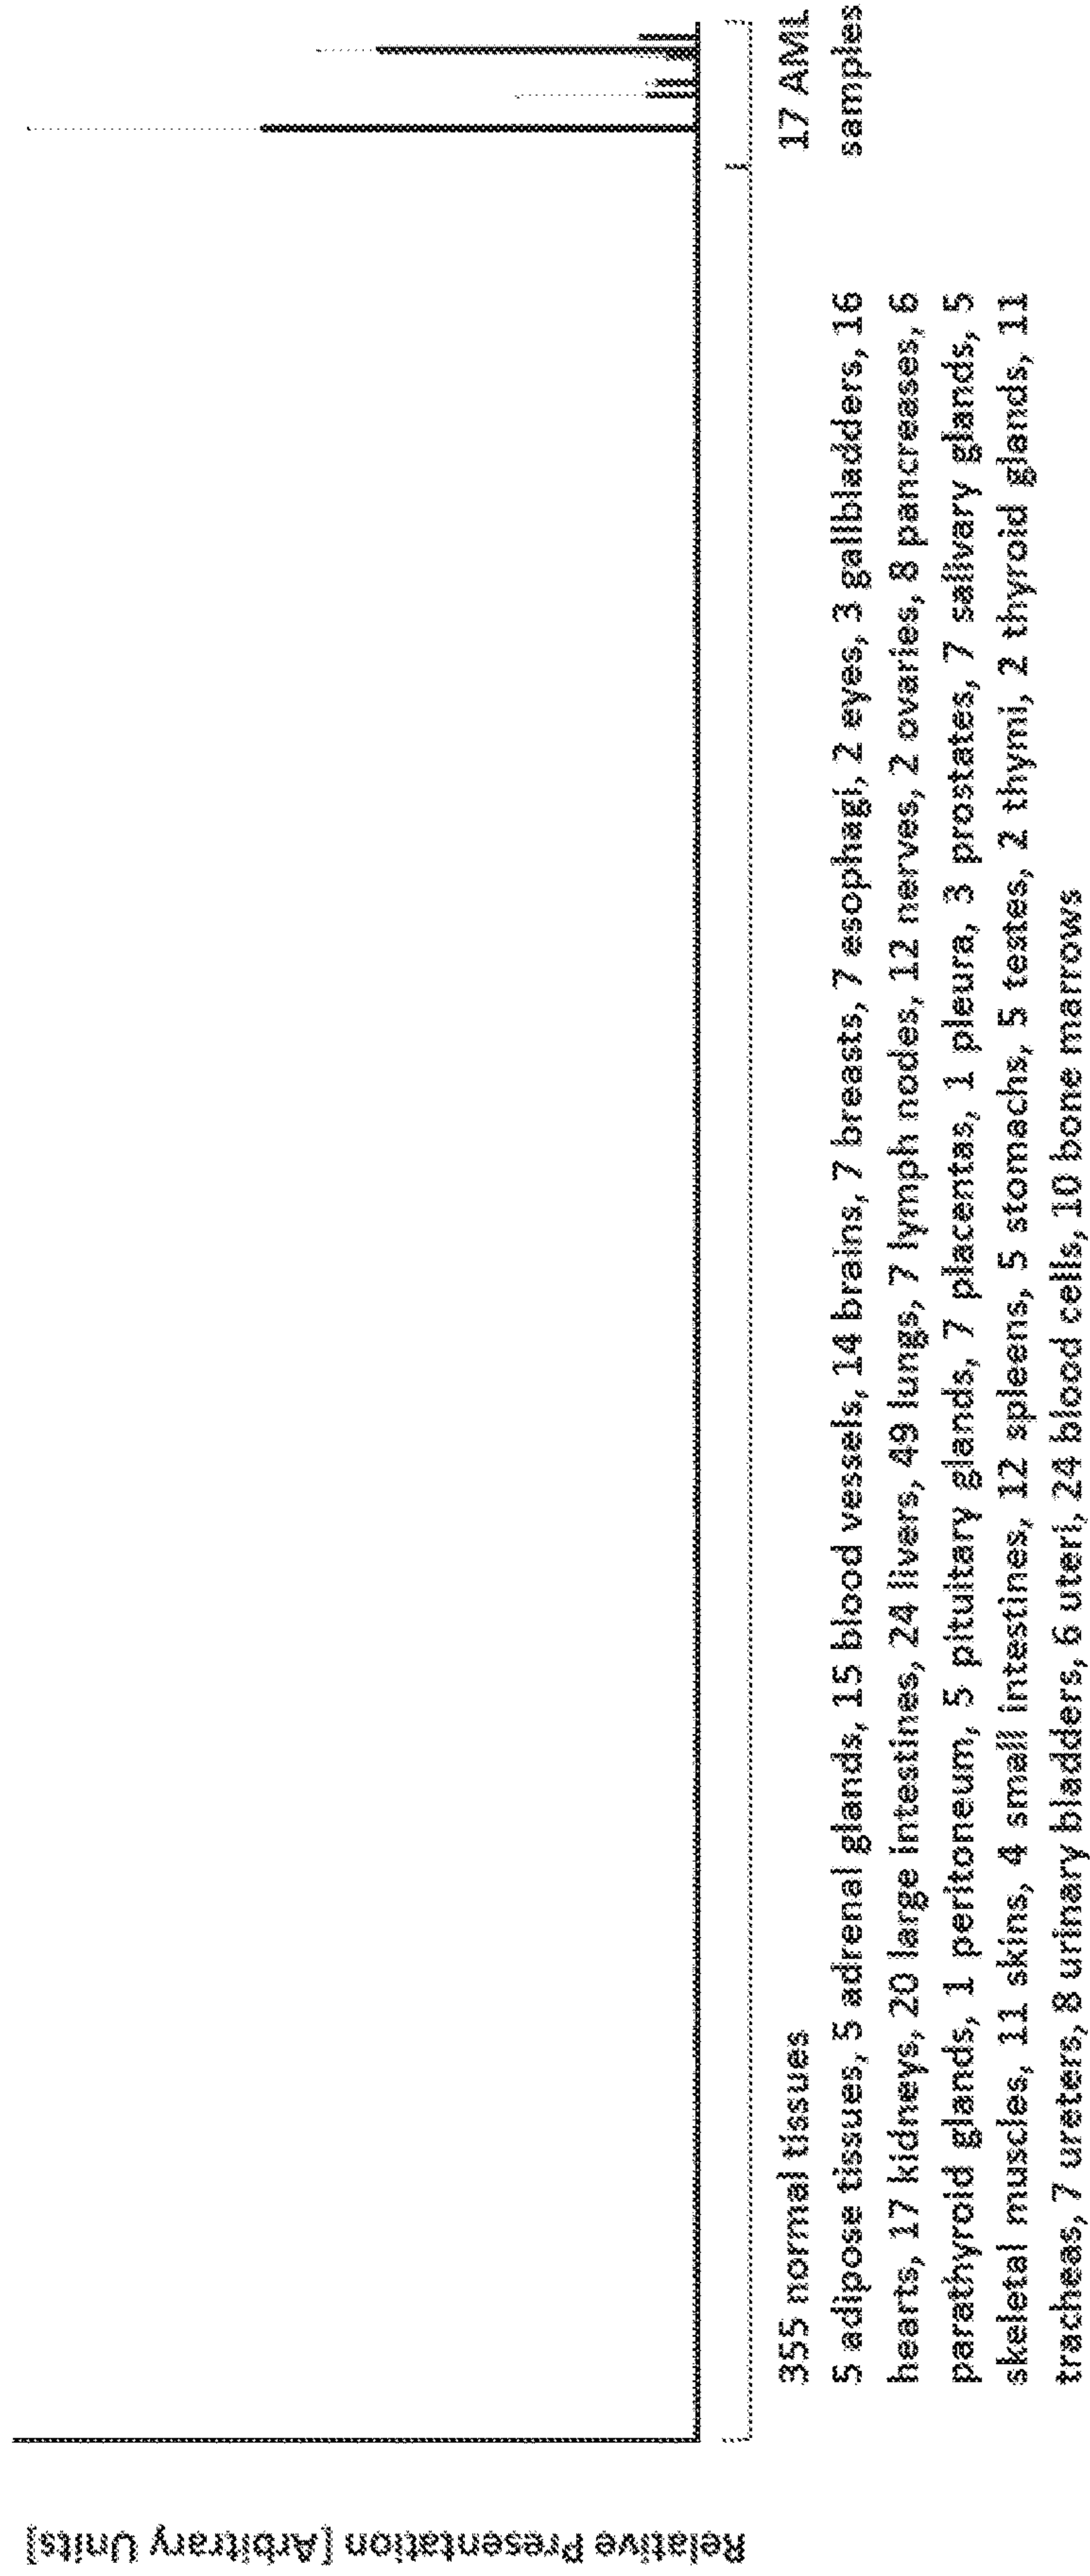 Relative Presentation [Arbitrary Units]
355 normal tissues
17 AML
samples
5 adipose tissues, 5 adrenal glands, 15 blood vessels, 14 brains, 7 breasts, 7 esophagi, 2 eyes, 3 gallbladders, 16
hearts, 17 kidneys, 20 large intestines, 24 livers, 49 lungs, 7 lymph nodes, 12 nerves, 2 ovaries, 8 pancreases, 6
parathyroid glands, 1 peritoneum, 5 pituitary glands, 7 placentas, 1 pleura, 3 prostates, 7 salivary glands, 5
skeletal muscles, 11 skins, 4 small intestines, 12 spleens, 5 stomachs, 5 testes, 2 thymi, 2 thyroid glands, 11
tracheas, 7 ureters, 8 urinary bladders, 6 uteri, 24 blood cells, 10 bone marrows